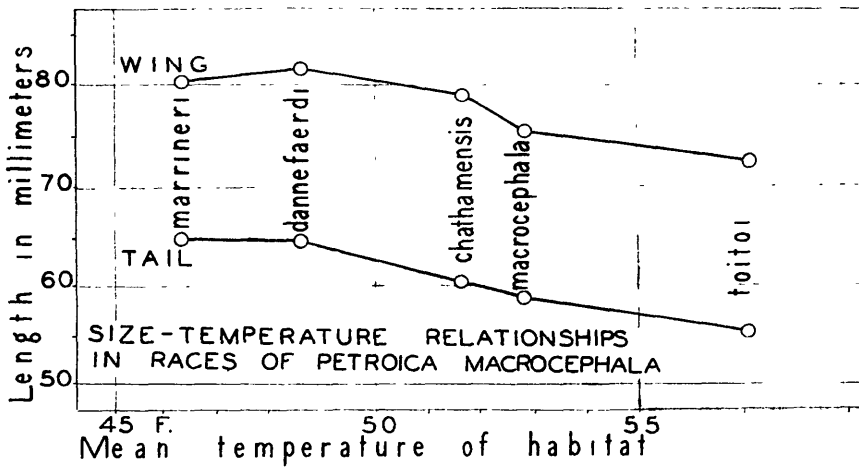 Length in millimeters
80
70
60
50
WING
TAIL
marrineri
dannefaerdi
chathamensis
macrocephala
toitoi
SIZE-TEMPERATURE RELATIONSHIPS
IN RACES OF PETROICA MACROCEPHALA
45 F. 50 55
Mean temperature of habitat